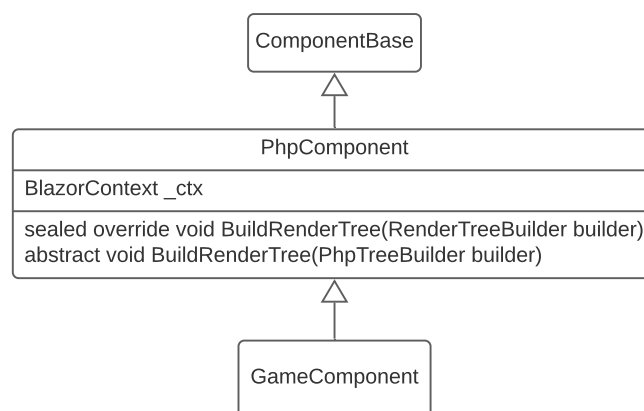 ComponentBase
PhpComponent
BlazorContext _ctx
sealed override void BuildRenderTree(RenderTreeBuilder builder)
abstract void BuildRenderTree(PhpTreeBuilder builder)
GameComponent